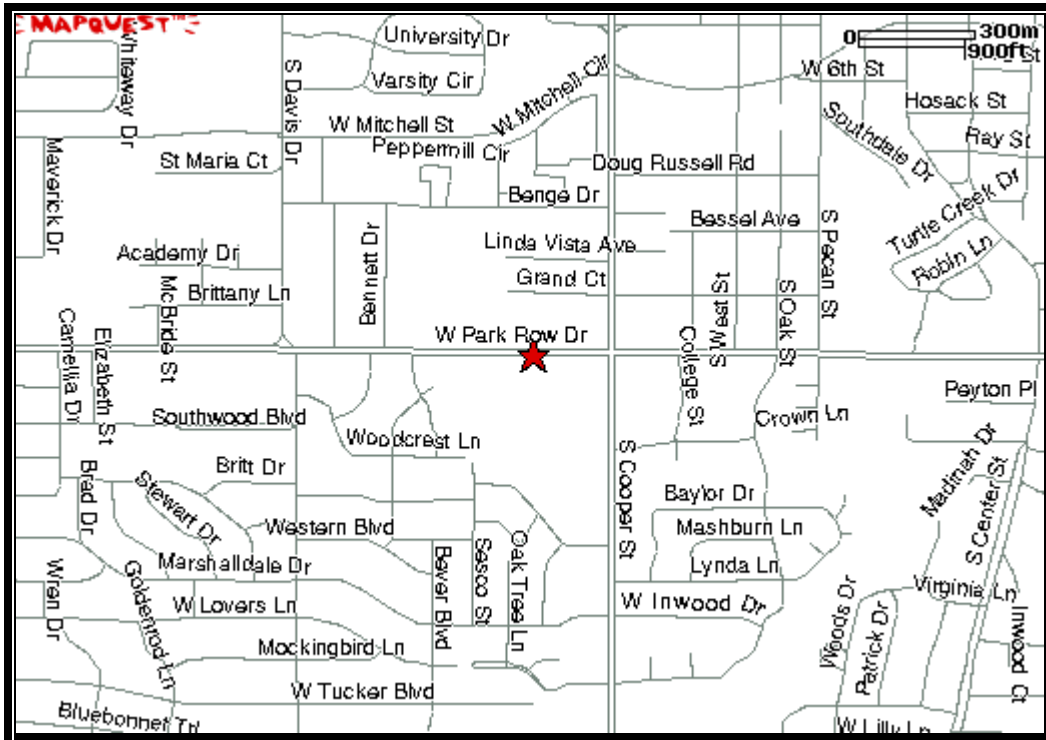 MAPQUEST™
0 300m
900ft
University Dr
Varsity Cir
W 6th St
Hosack St
Ray St
Whiteway Dr
S Davis Dr
W Mitchell St
W Mitchell Cir
Peppermill Cir
Southdale Dr
Maverick Dr
St Maria Ct
Benge Dr
Doug Russell Rd
Turtle Creek Dr
Robin Ln
Bessel Ave
S Pecan St
Linda Vista Ave
Grand Ct
Academy Dr
Bennett Dr
Brittany Ln
McBride St
S West St
S Oak St
W Park Row Dr
College St
Camellia Dr
Elizabeth St
Southwood Blvd
Woodcrest Ln
Crown Ln
Peyton Pl
S Cooper St
Madinah Dr
S Center St
Britt Dr
Brad Dr
Stewart Dr
Baylor Dr
Western Blvd
Mashburn Ln
Marshalldale Dr
Lynda Ln
Oak Tree Ln
Sesco St
Bever Blvd
Wren Dr
Goldenrod Ln
W Lovers Ln
W Inwood Dr
Virginia Ln
Woods Dr
Patrick Dr
Inwood Ct
Mockingbird Ln
W Tucker Blvd
Bluebonnet Trl
W Lilly Ln